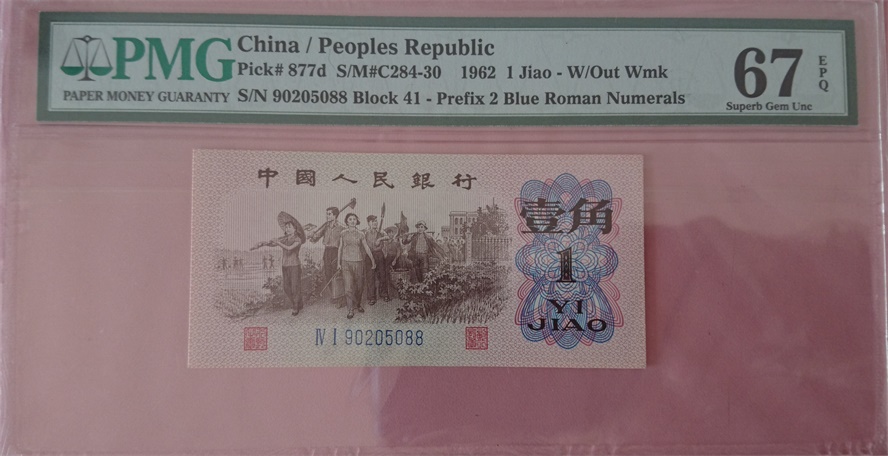 PMG
PAPER MONEY GUARANTY
China / Peoples Republic
Pick# 877d S/M#C284-30 1962 1 Jiao - W/Out Wmk
S/N 90205088 Block 41 - Prefix 2 Blue Roman Numerals
67
EPQ
Superb Gem Unc
中國人民銀行
壹角
1
YI
JIAO
Ⅳ Ⅰ 90205088